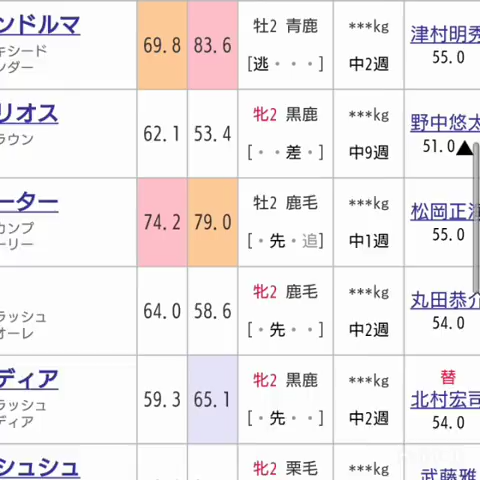 ンドルマ
キシード
ンダー
69.8 83.6
牡2 青鹿
[逃・・・]
***kg
中2週
津村明秀
55.0
リオス
ラウン
62.1 53.4
牝2 黒鹿
[・・差・]
***kg
中9週
野中悠太
51.0▲
ーター
カンプ
ーリー
74.2 79.0
牡2 鹿毛
[・先・追]
***kg
中1週
松岡正海
55.0
ラッシュ
オーレ
64.0 58.6
牝2 鹿毛
[・先・・]
***kg
中2週
丸田恭介
54.0
ディア
ラッシュ
ディア
59.3 65.1
牝2 黒鹿
[・先・・]
***kg
中2週
替
北村宏司
54.0
シュシュ
牝2 栗毛
***kg
武藤雅